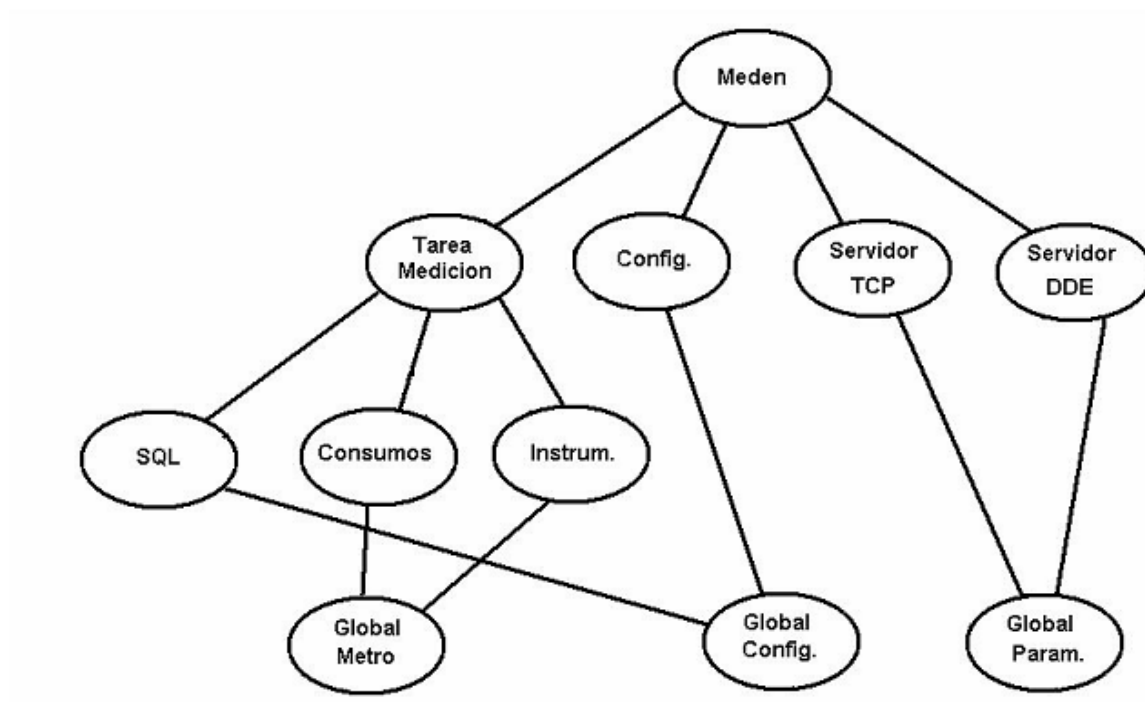 Meden
Tarea
Medicion
Config.
Servidor
TCP
Servidor
DDE
SQL
Consumos
Instrum.
Global
Metro
Global
Config.
Global
Param.